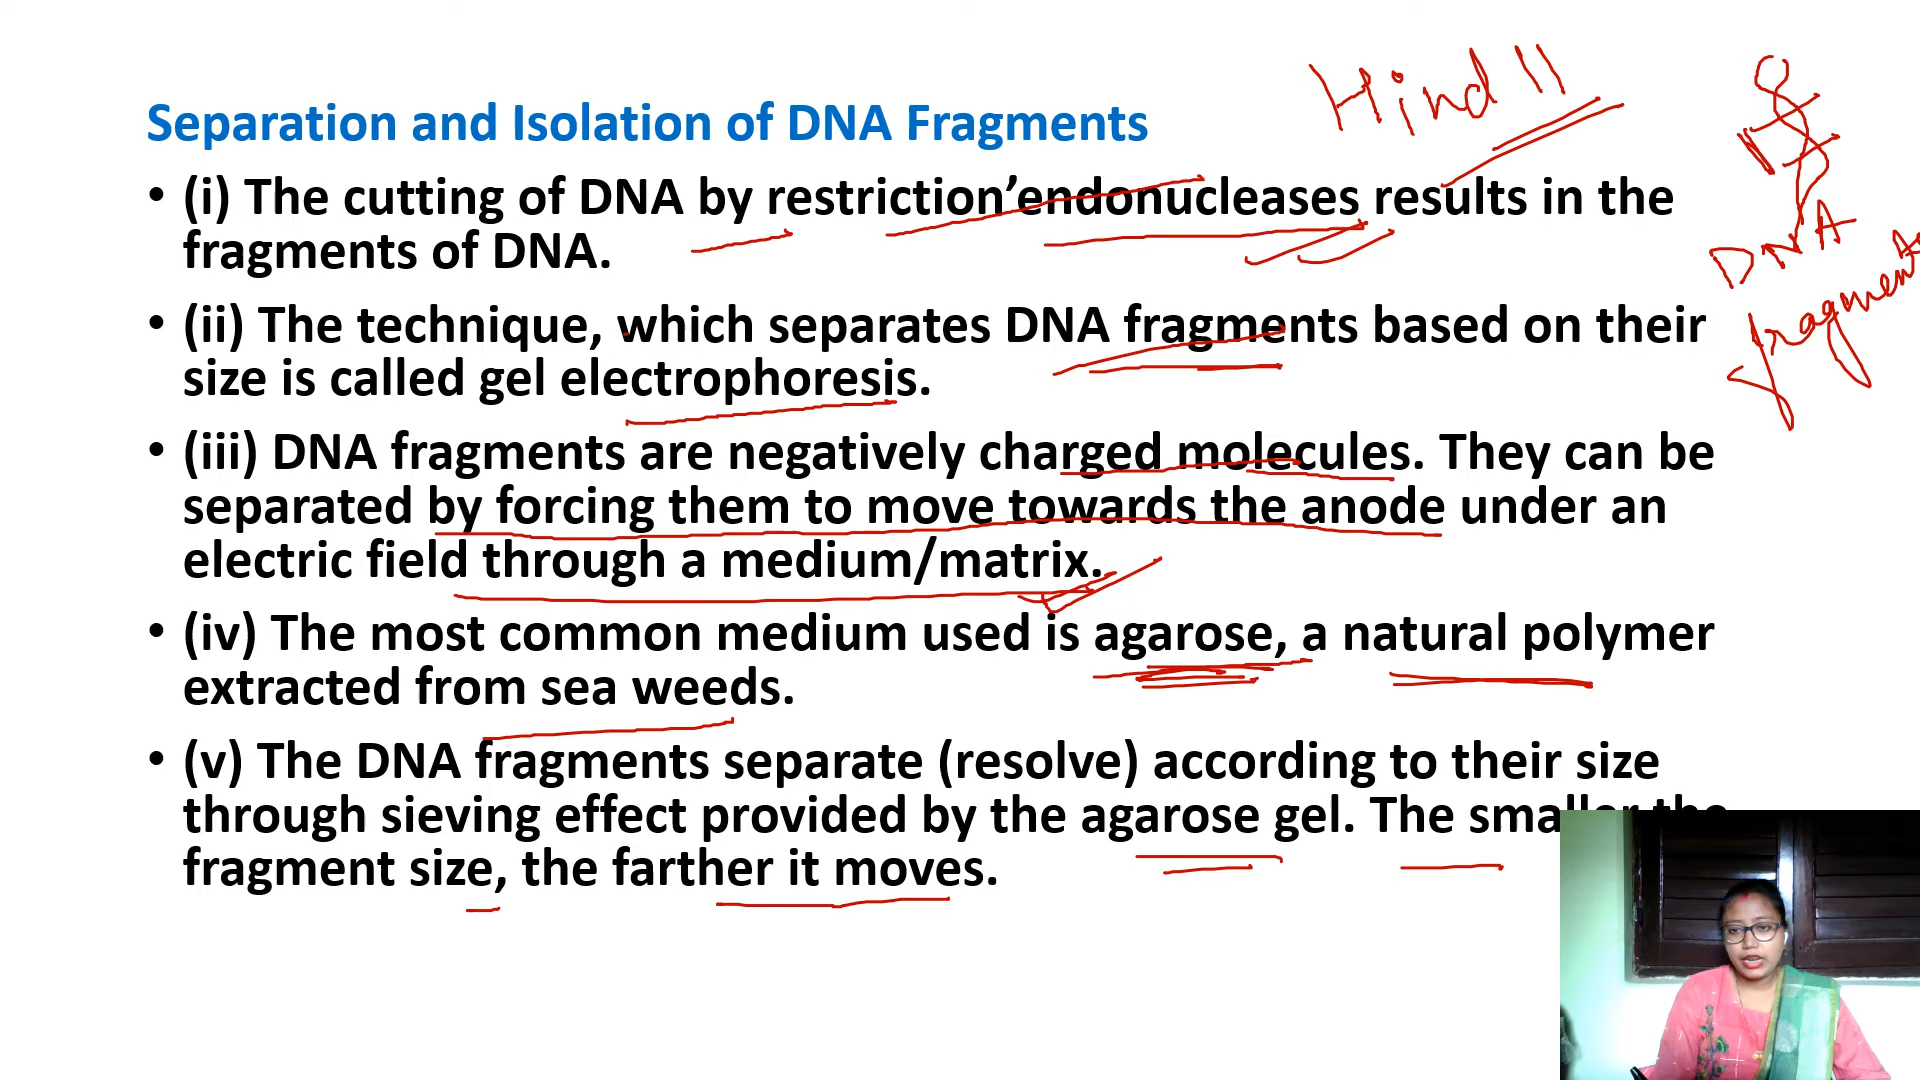 Separation and Isolation of DNA Fragments
Hind II
• (i) The cutting of DNA by restriction’endonucleases results in the
fragments of DNA.
DNA
fragments
• (ii) The technique, which separates DNA fragments based on their
size is called gel electrophoresis.
• (iii) DNA fragments are negatively charged molecules. They can be
separated by forcing them to move towards the anode under an
electric field through a medium/matrix.
• (iv) The most common medium used is agarose, a natural polymer
extracted from sea weeds.
• (v) The DNA fragments separate (resolve) according to their size
through sieving effect provided by the agarose gel. The smaller the
fragment size, the farther it moves.